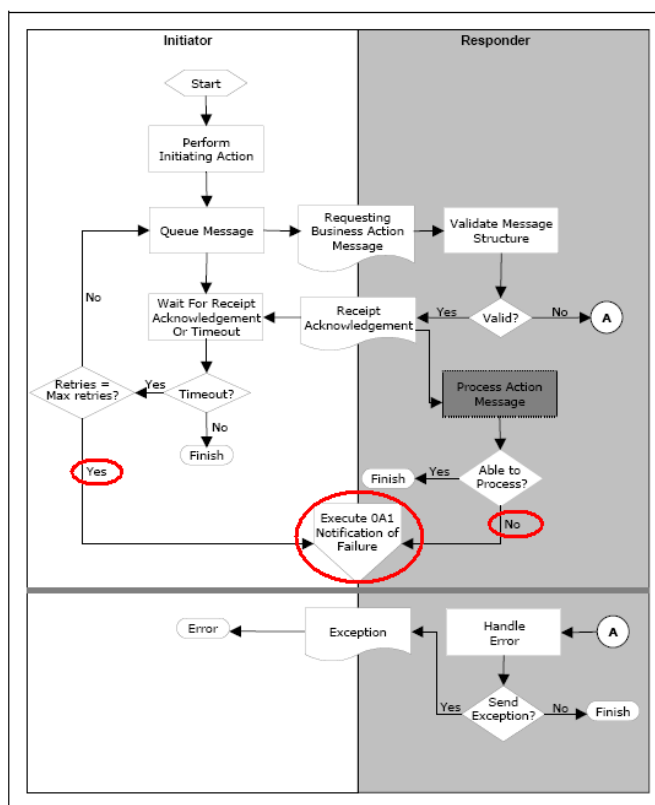 Initiator
Responder
Start
Perform
Initiating Action
Queue Message
Requesting
Business Action
Message
Validate Message
Structure
No
Wait For Receipt
Acknowledgement
Or Timeout
Receipt
Acknowledgement
Yes
Valid?
No
A
Retries =
Max retries?
Yes
Timeout?
Process Action
Message
No
Finish
Yes
Finish
Yes
Able to
Process?
Execute 0A1
Notification of
Failure
No
Error
Exception
Handle
Error
A
Yes
Send
Exception?
No
Finish